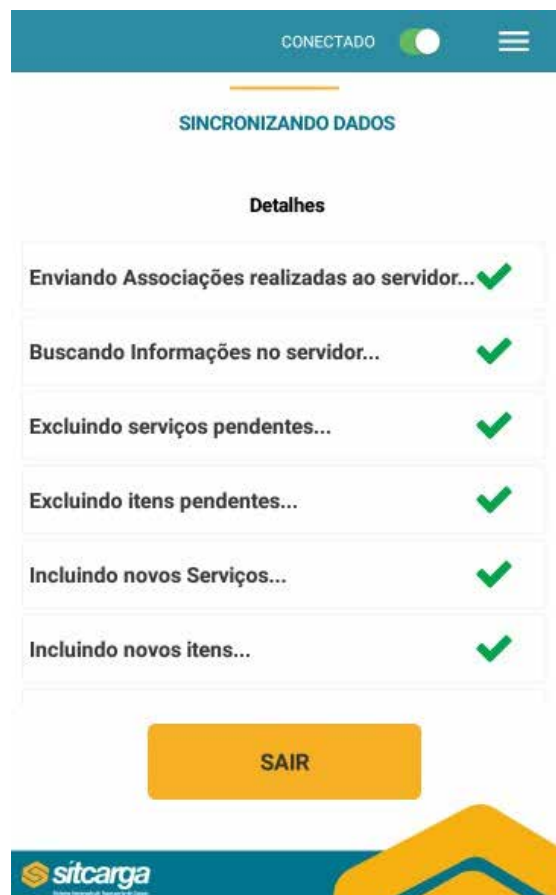 CONECTADO
SINCRONIZANDO DADOS
Detalhes
Enviando Associações realizadas ao servidor...
Buscando Informações no servidor...
Excluindo serviços pendentes...
Excluindo itens pendentes...
Incluindo novos Serviços...
Incluindo novos itens...
SAIR
sitcarga